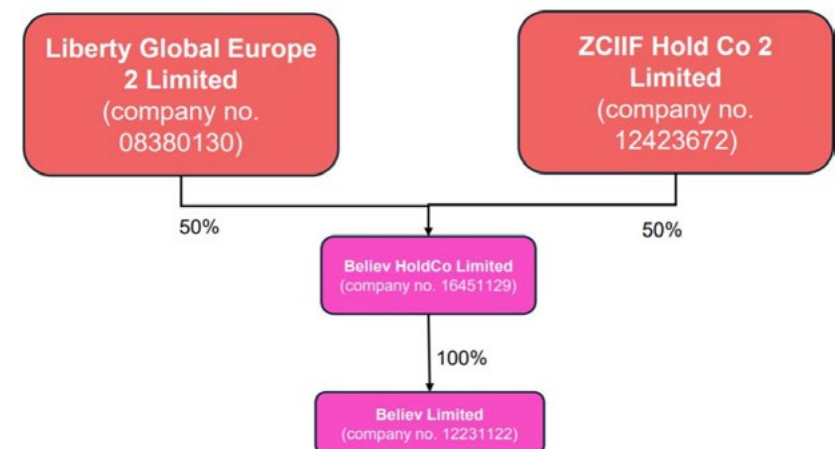 Liberty Global Europe
2 Limited
(company no.
08380130)
ZCIIF Hold Co 2
Limited
(company no.
12423672)
50%
50%
Believ HoldCo Limited
(company no. 16451129)
100%
Believ Limited
(company no. 12231122)